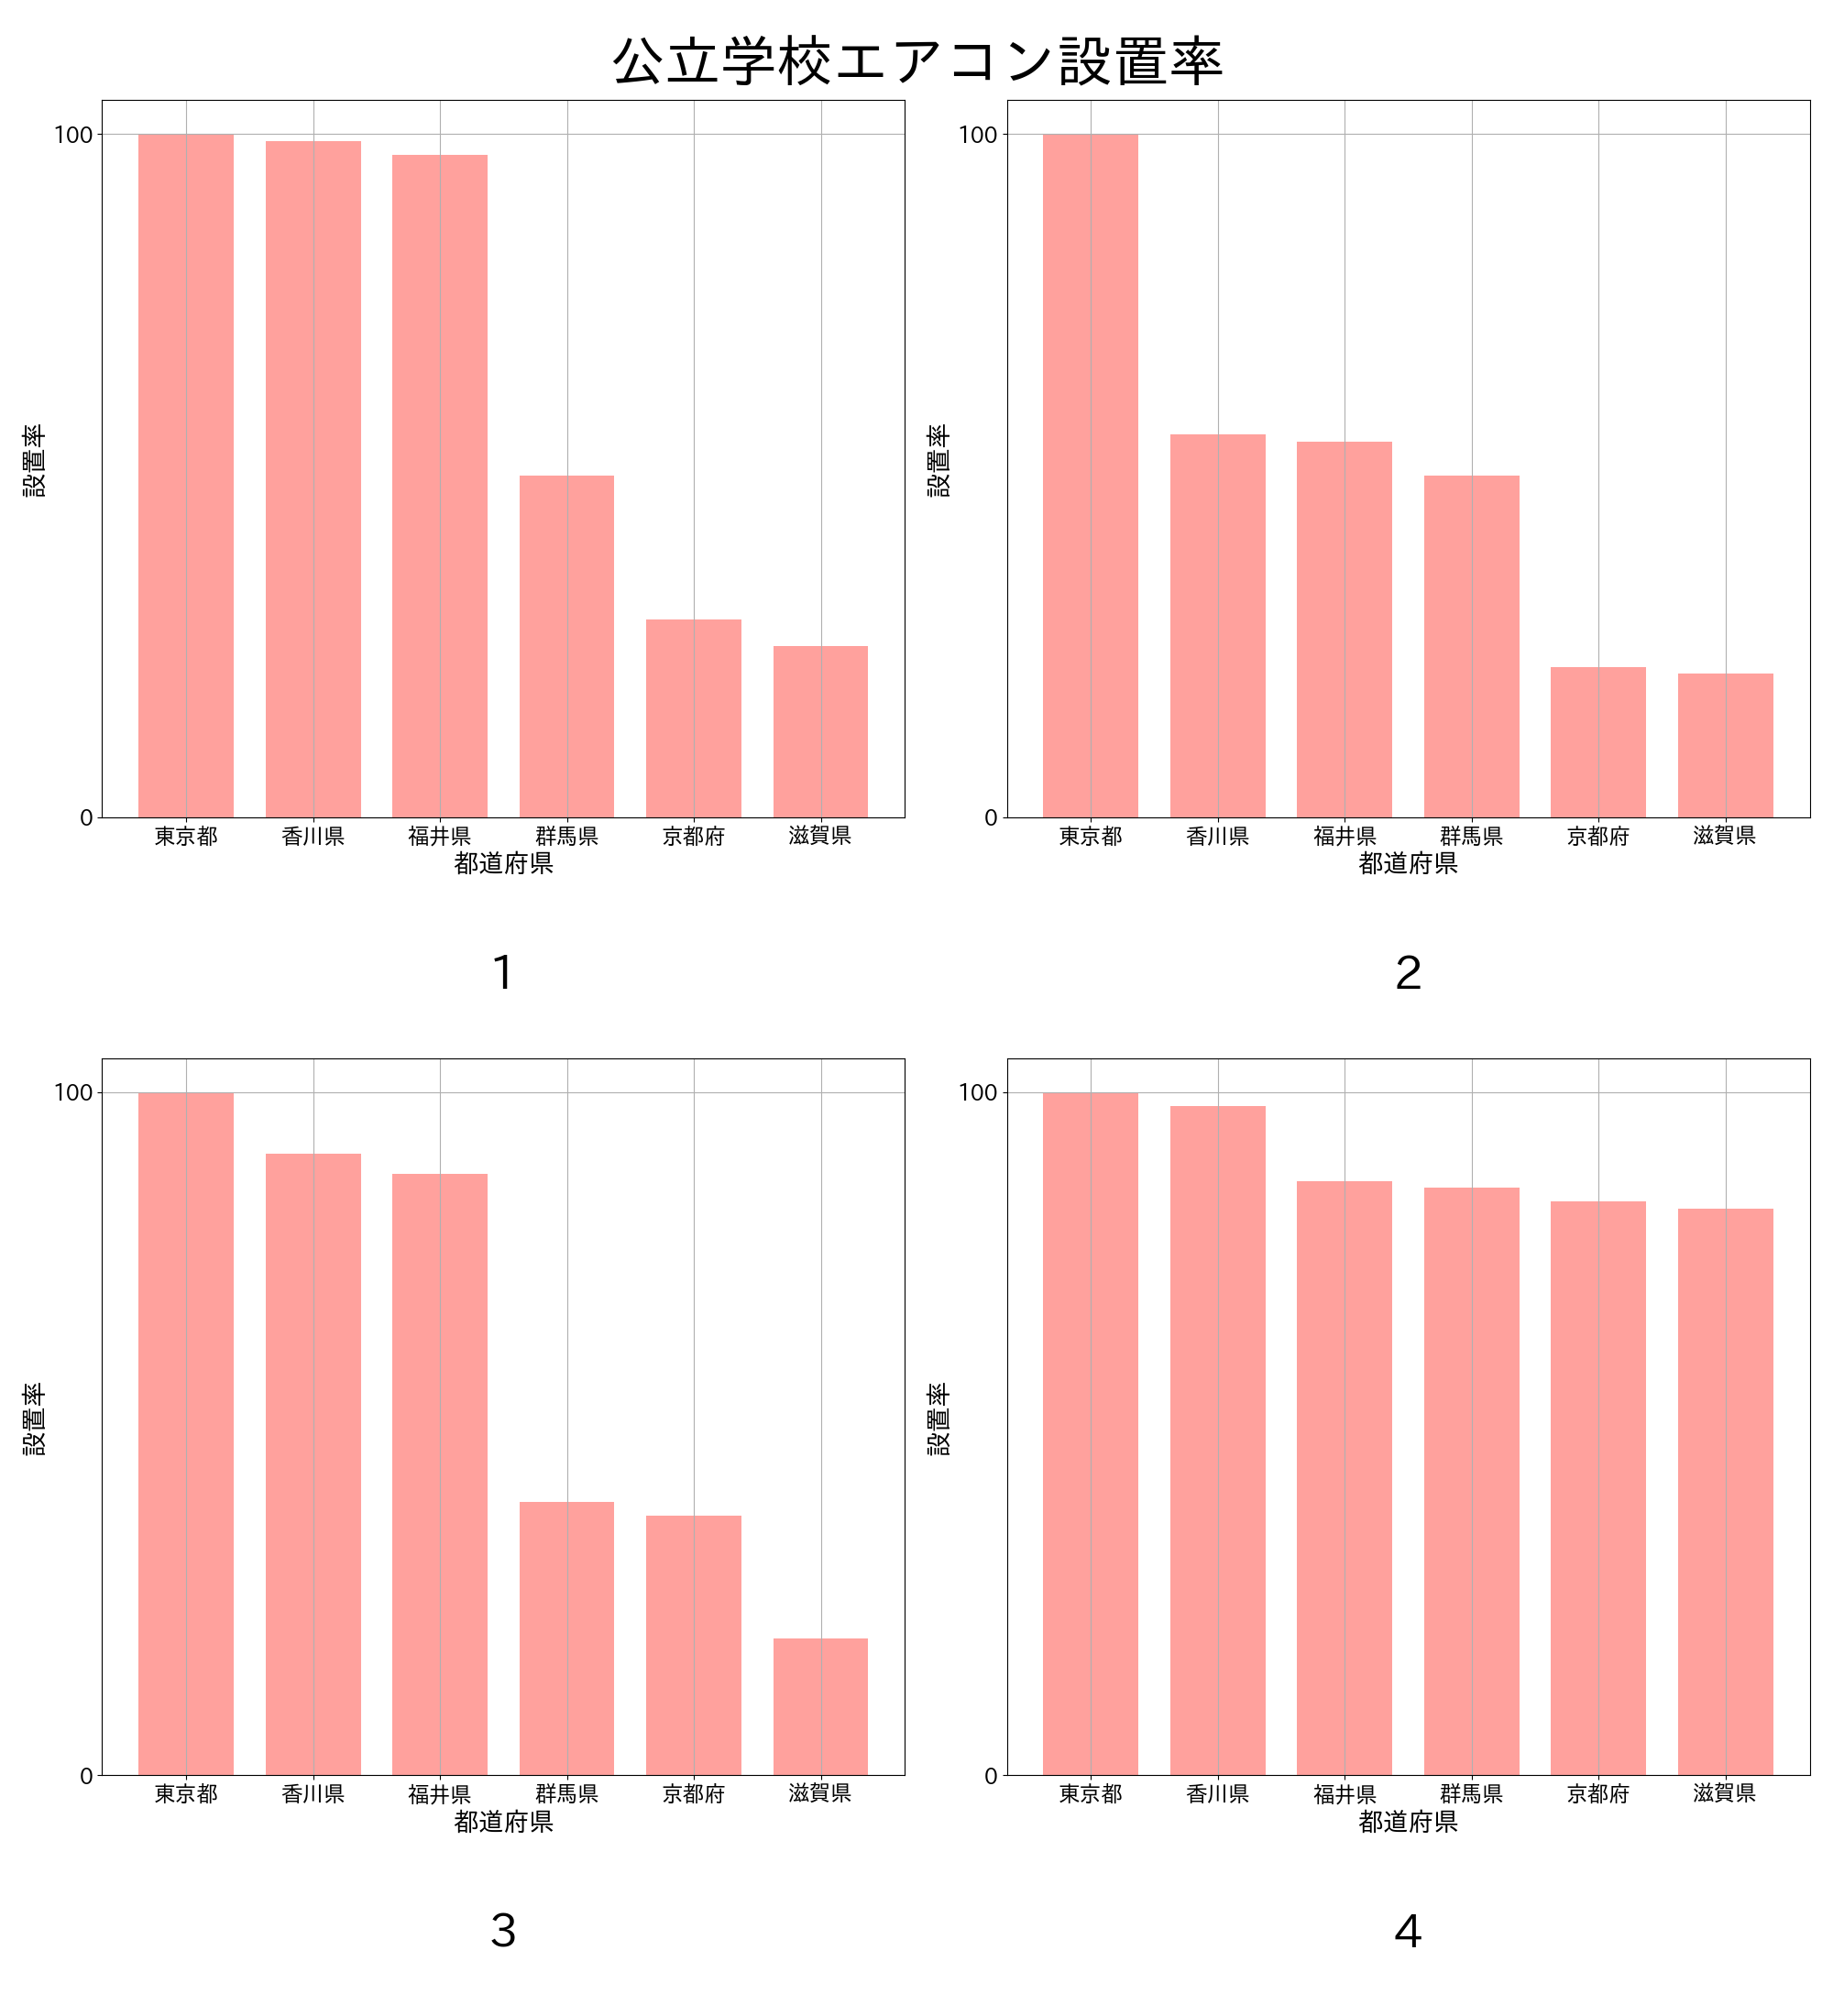 公立学校エアコン設置率
100
0
設置率
東京都 香川県 福井県 群馬県 京都府 滋賀県
都道府県
1
100
0
設置率
東京都 香川県 福井県 群馬県 京都府 滋賀県
都道府県
2
100
0
設置率
東京都 香川県 福井県 群馬県 京都府 滋賀県
都道府県
3
100
0
設置率
東京都 香川県 福井県 群馬県 京都府 滋賀県
都道府県
4